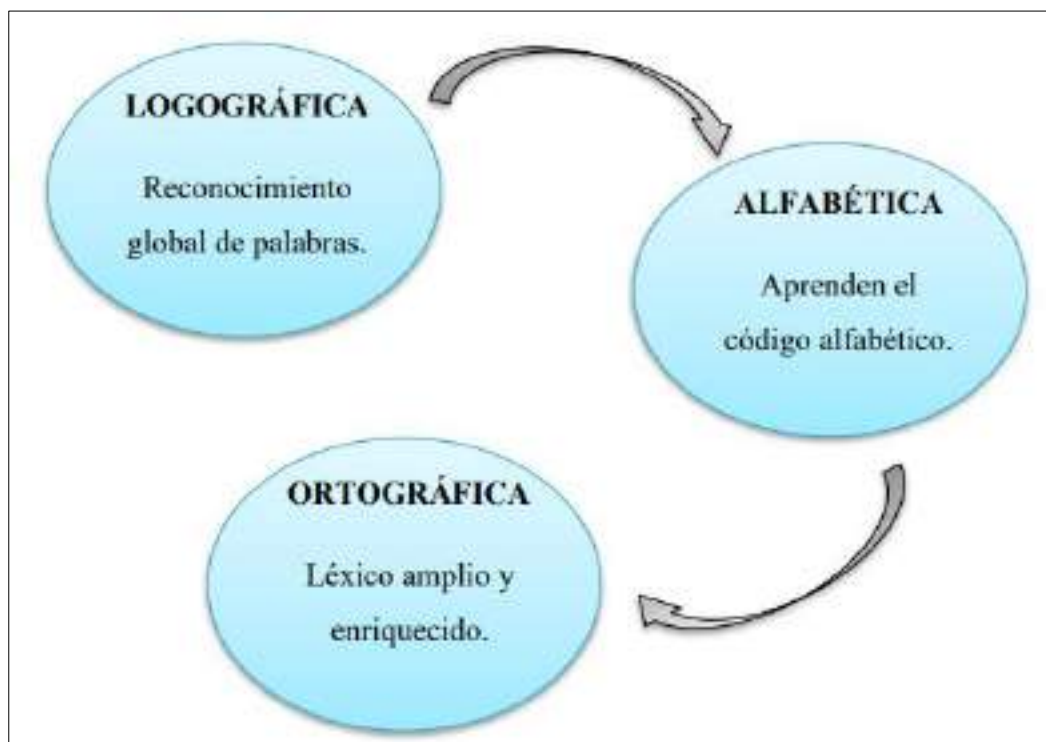 LOGOGRÁFICA
Reconocimiento
global de palabras.
ALFABÉTICA
Aprenden el
código alfabético.
ORTOGRÁFICA
Léxico amplio y
enriquecido.